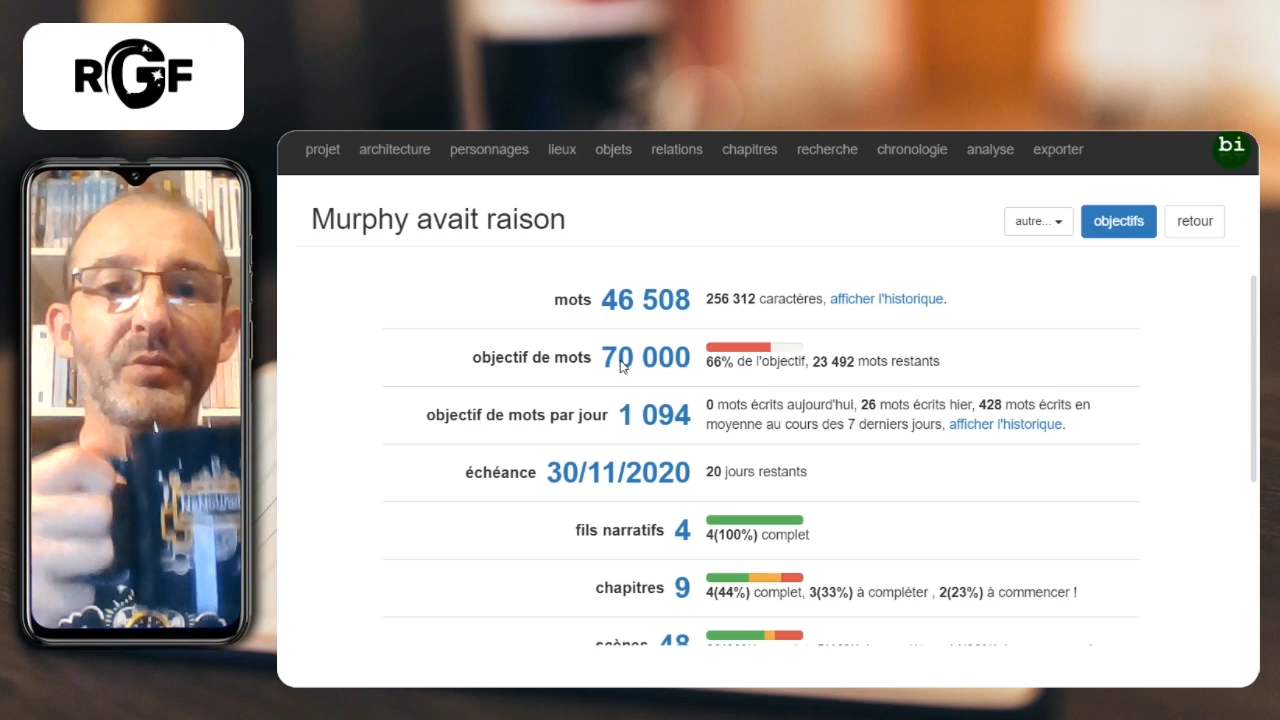 RGF
projet architecture personnages lieux objets relations chapitres recherche chronologie analyse exporter
bi
Murphy avait raison
autre... objectifs retour
mots 46 508 256 312 caractères, afficher l'historique.
objectif de mots 70 000 66% de l'objectif, 23 492 mots restants
objectif de mots par jour 1 094 0 mots écrits aujourd'hui, 26 mots écrits hier, 428 mots écrits en
moyenne au cours des 7 derniers jours, afficher l'historique.
échéance 30/11/2020 20 jours restants
fils narratifs 4 4(100%) complet
chapitres 9 4(44%) complet, 3(33%) à compléter , 2(23%) à commencer !
scènes 48